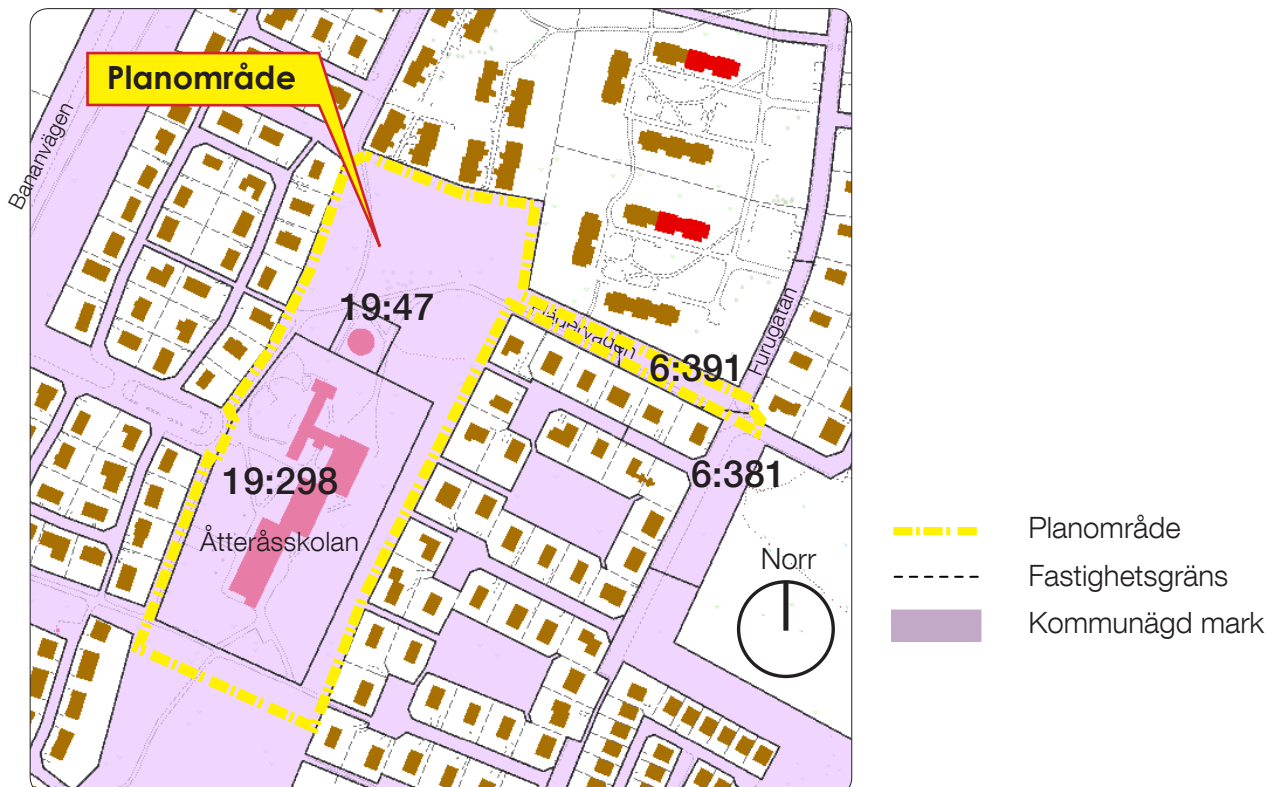 Planområde
Bananvägen
19:47
Furugatan
6:391
19:298
6:381
Åtteråsskolan
Norr
Planområde
Fastighetsgräns
Kommunägd mark